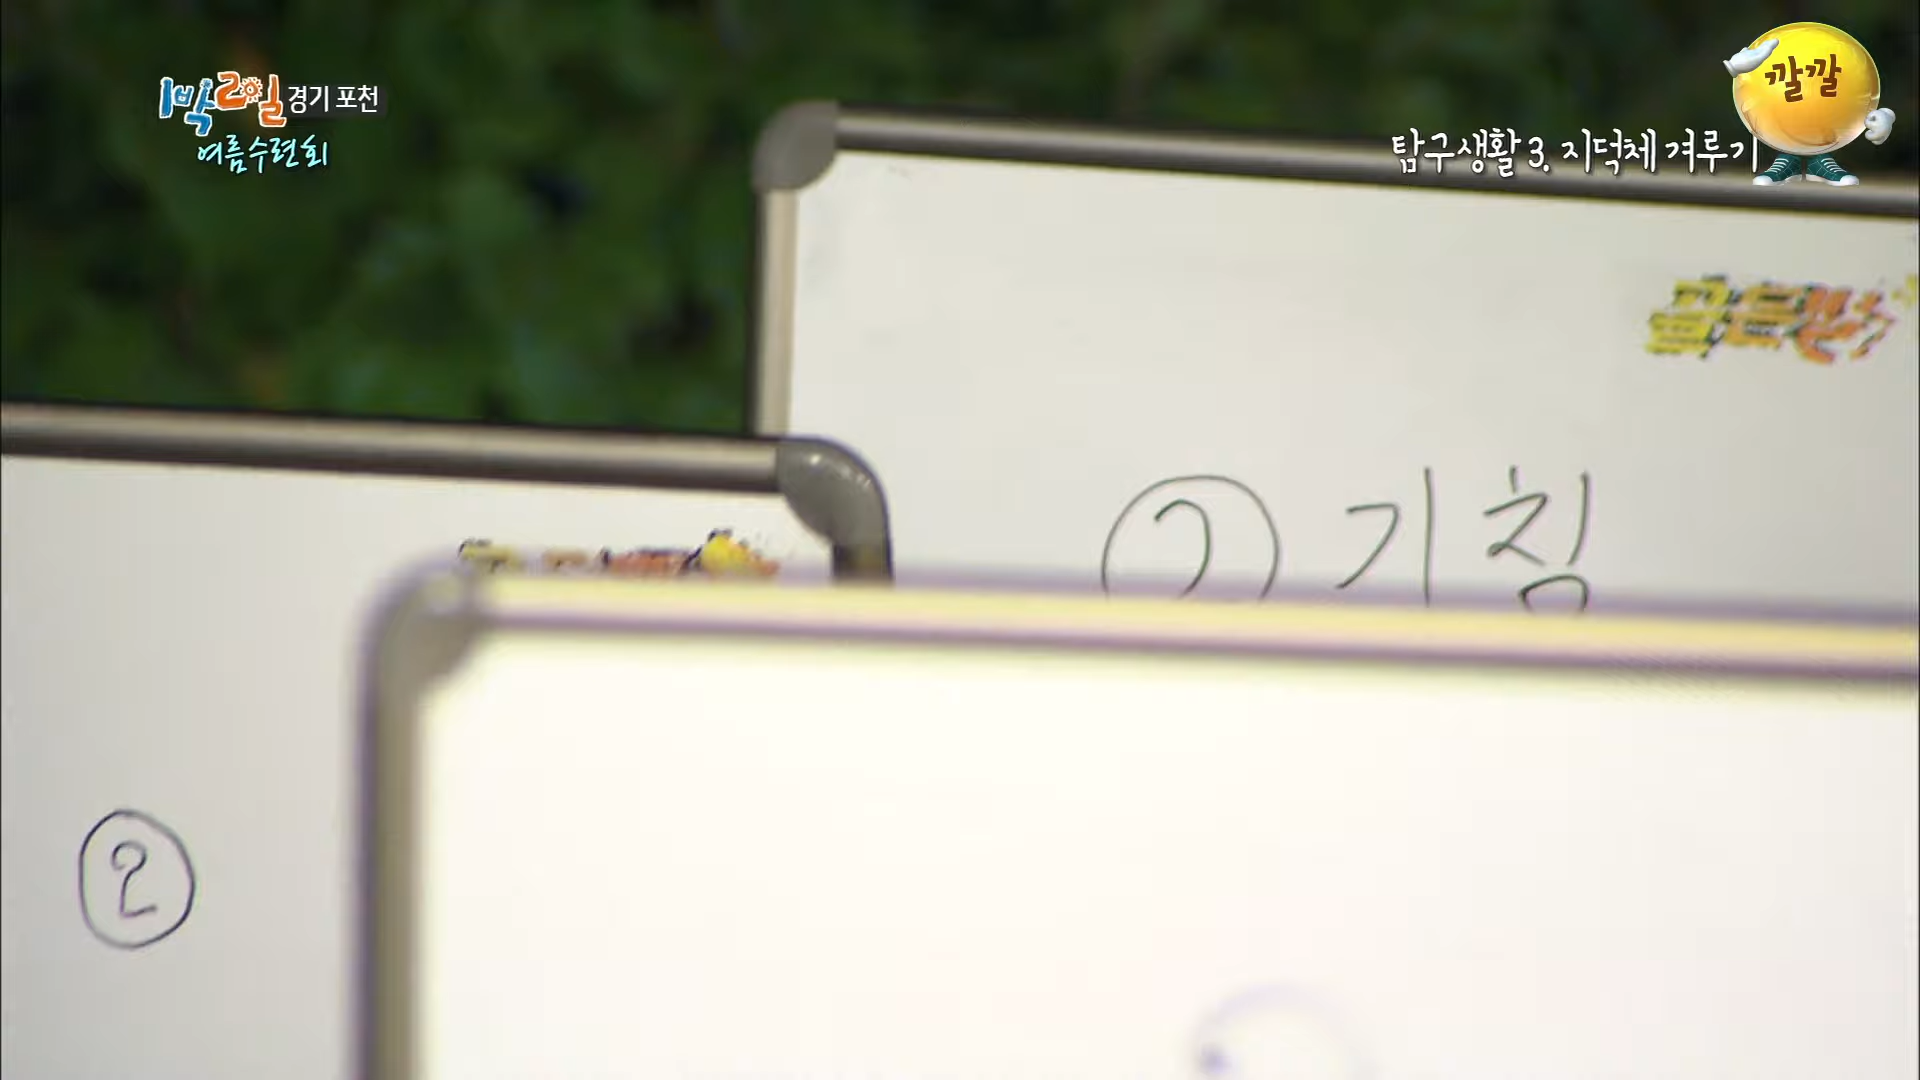 1박2일 경기 포천
여름수련회
깔깔
탐구생활 3. 지덕체 겨루기
② 기침
②